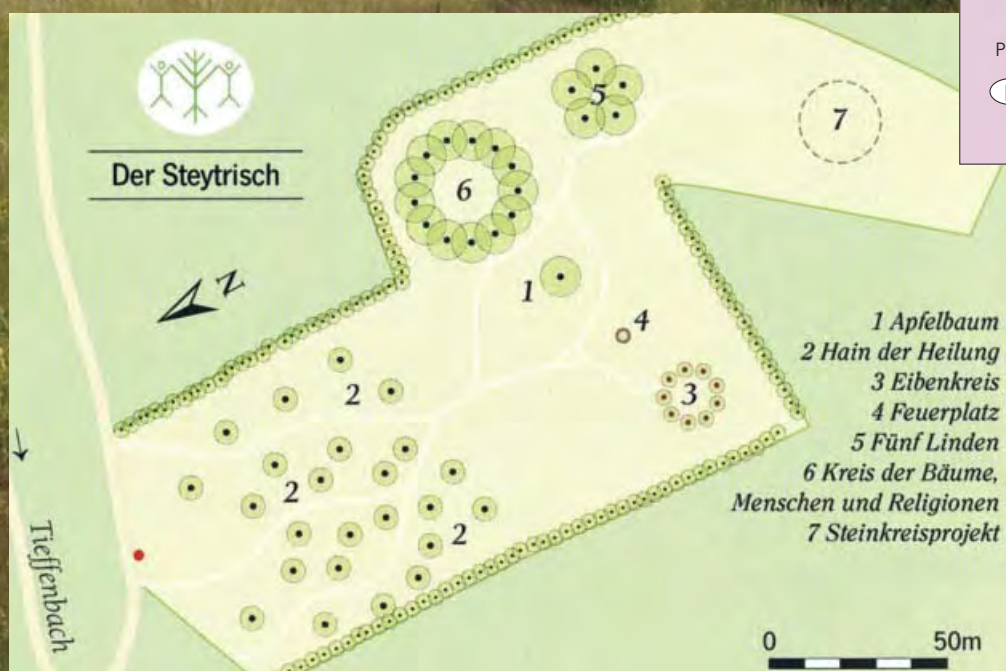 P
Der Steytrisch
5
7
6
N
1
4
2
3
2
2
1 Apfelbaum
2 Hain der Heilung
3 Eibenkreis
4 Feuerplatz
5 Fünf Linden
6 Kreis der Bäume,
Menschen und Religionen
7 Steinkreisprojekt
Tieffenbach
0 50m